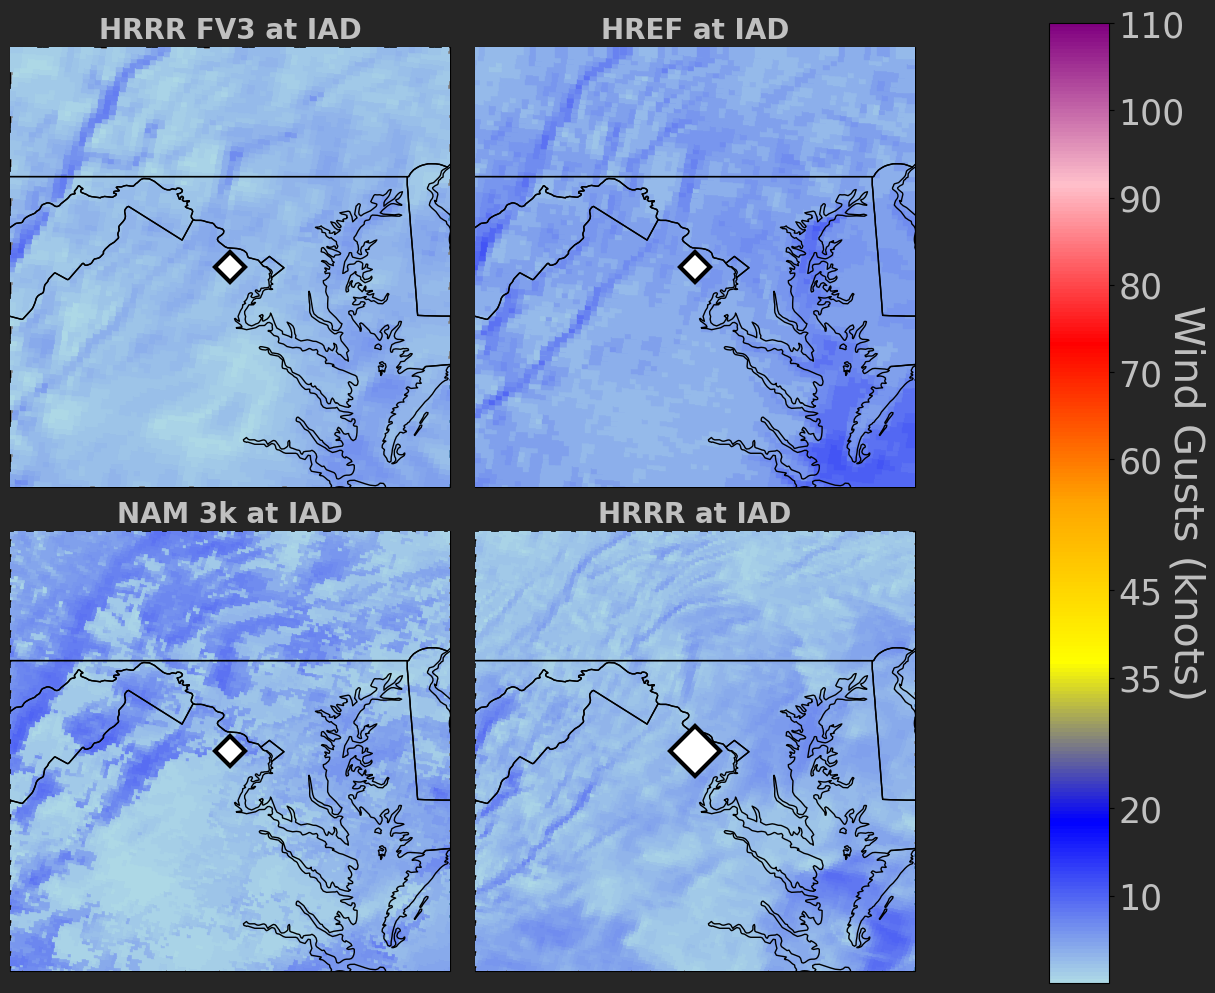 HRRR FV3 at IAD
HREF at IAD
NAM 3k at IAD
HRRR at IAD
110
100
90
80
70
60
45
35
20
10
Wind Gusts (knots)